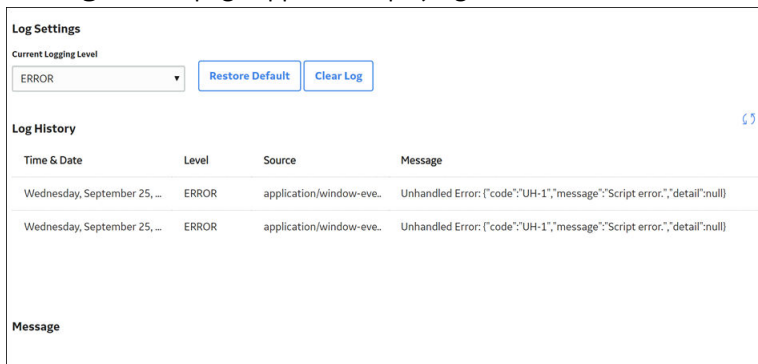 Log Settings
Current Logging Level
ERROR
Restore Default
Clear Log
Log History
Time & Date Level Source Message
Wednesday, September 25, ... ERROR application/window-eve.. Unhandled Error: {"code":"UH-1","message":"Script error.","detail":null}
Wednesday, September 25, ... ERROR application/window-eve.. Unhandled Error: {"code":"UH-1","message":"Script error.","detail":null}
Message